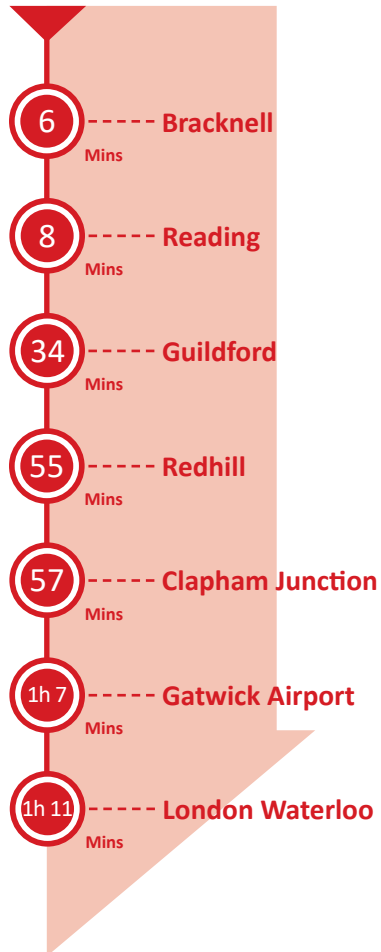 6
Mins
Bracknell
8
Mins
Reading
34
Mins
Guildford
55
Mins
Redhill
57
Mins
Clapham Junction
1h 7
Mins
Gatwick Airport
1h 11
Mins
London Waterloo